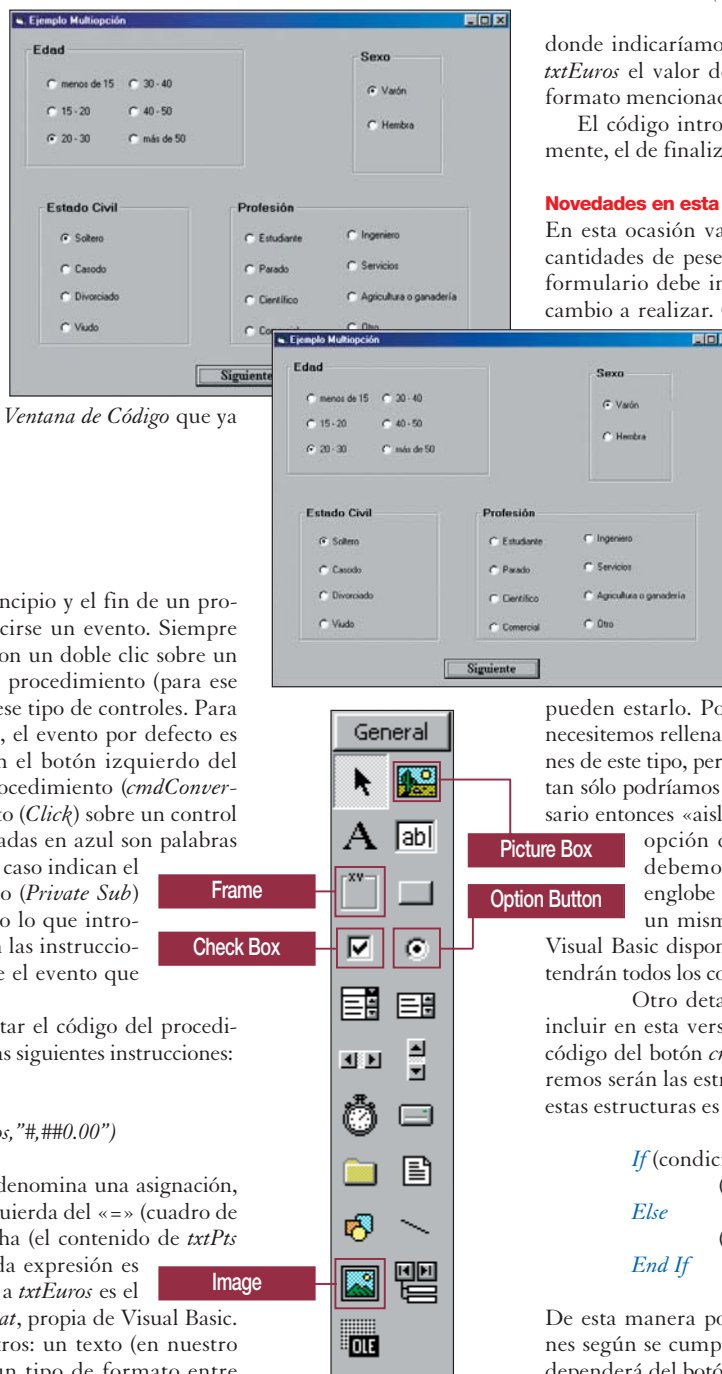 Ejemplo Multiopción
Edad
menos de 15
30 - 40
15 - 20
40 - 50
20 - 30
más de 50
Sexo
Varón
Hembra
Estado Civil
Soltero
Casodo
Divorciado
Viudo
Profesión
Estudiante
Ingeniero
Parado
Servicios
Científico
Agricultura o ganadería
Otro
Siguiente
Ventana de Código que ya
Ejemplo Multiopción
Edad
menos de 15
30 - 40
15 - 20
40 - 50
20 - 30
más de 50
Sexo
Varón
Hembra
Estado Civil
Soltero
Casodo
Divorciado
Viudo
Profesión
Estudiante
Ingeniero
Parado
Servicios
Científico
Agricultura o ganadería
Comercial
Otro
Siguiente
ncipio y el fin de un pro-
cirse un evento. Siempre
on un doble clic sobre un
procedimiento (para ese
ese tipo de controles. Para
, el evento por defecto es
n el botón izquierdo del
ocedimiento (cmdConver-
to (Click) sobre un control
adas en azul son palabras
caso indican el
o (Private Sub)
o lo que intro-
n las instruccio-
e el evento que
tar el código del procedi-
as siguientes instrucciones:
os,"#,##0.00")
denomina una asignación,
quierda del «=» (cuadro de
ha (el contenido de txtPts
da expresión es
a txtEuros es el
at, propia de Visual Basic.
tros: un texto (en nuestro
un tipo de formato entre
General
A
ab|
XY
OLE
Frame
Check Box
Image
Picture Box
Option Button
donde indicaríamo
txtEuros el valor de
formato mencionad
El código intro
mente, el de finaliz
Novedades en esta
En esta ocasión va
cantidades de pese
formulario debe in
cambio a realizar.
pueden estarlo. Po
necesitemos rellena
nes de este tipo, per
tan sólo podríamos
sario entonces «aisl
opción d
debemo
englobe
un mism
Visual Basic dispon
tendrán todos los co
Otro deta
incluir en esta vers
código del botón cm
remos serán las estr
estas estructuras es
If (condici
(
Else
(
End If
De esta manera po
nes según se cump
dependerá del botó